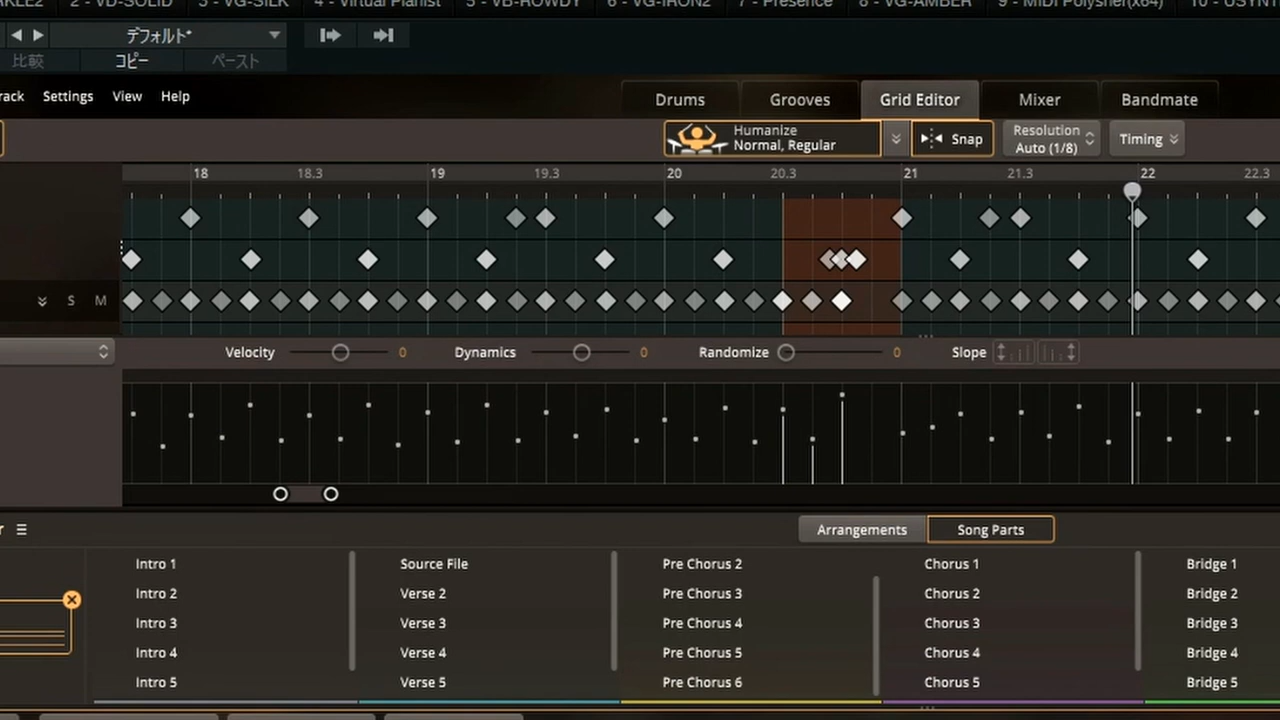 2 - VD-SOLID 3 - VG-SILK 4 - Virtual Pianist 5 - VB-ROWDY 6 - VG-IRON2 7 - Presence 8 - VG-AMBER 9 - MIDI Polysher(x64)
デフォルト*
比較 コピー ペースト
Settings View Help
Drums Grooves Grid Editor Mixer Bandmate
Humanize
Normal, Regular
Snap
Resolution
Auto (1/8)
Timing
18 18.3 19 19.3 20 20.3 21 21.3 22 22.3
S M
Velocity 0 Dynamics 0 Randomize 0 Slope
Arrangements Song Parts
Intro 1 Source File Pre Chorus 2 Chorus 1 Bridge 1
Intro 2 Verse 2 Pre Chorus 3 Chorus 2 Bridge 2
Intro 3 Verse 3 Pre Chorus 4 Chorus 3 Bridge 3
Intro 4 Verse 4 Pre Chorus 5 Chorus 4 Bridge 4
Intro 5 Verse 5 Pre Chorus 6 Chorus 5 Bridge 5